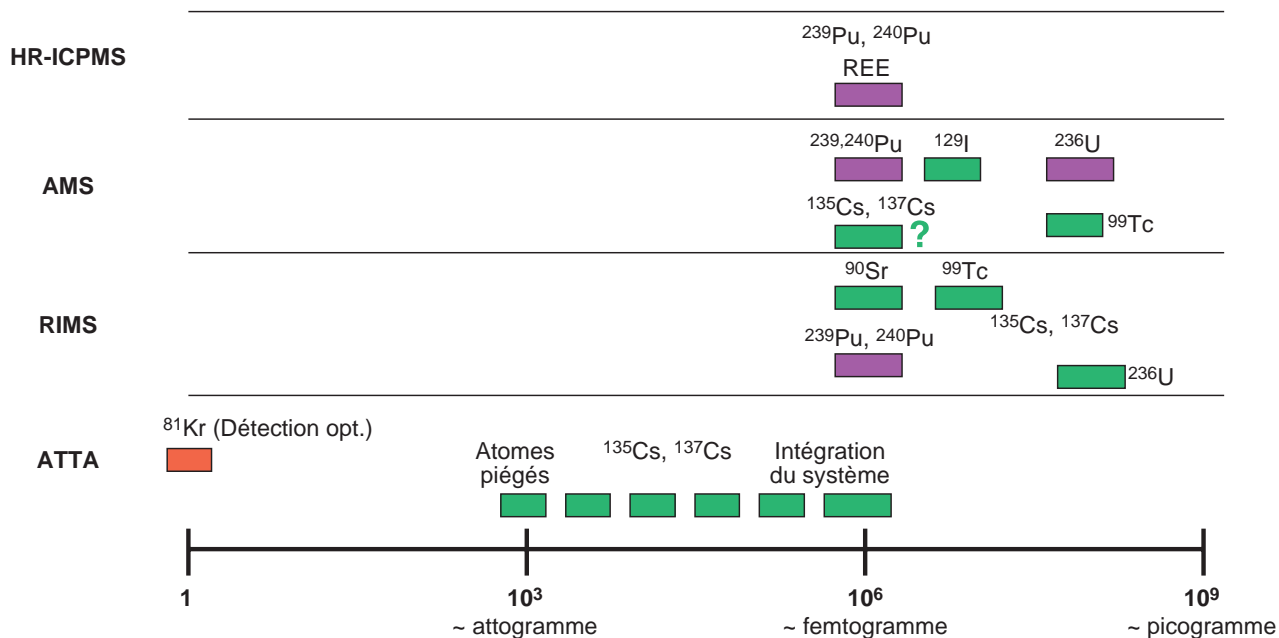 ²³⁹Pu, ²⁴⁰Pu
HR-ICPMS
REE
²³⁹,²⁴⁰Pu
¹²⁹I
²³⁶U
AMS
¹³⁵Cs, ¹³⁷Cs
?
⁹⁹Tc
⁹⁰Sr
⁹⁹Tc
RIMS
¹³⁵Cs, ¹³⁷Cs
²³⁹Pu, ²⁴⁰Pu
²³⁶U
⁸¹Kr (Détection opt.)
ATTA
Atomes
piégés
¹³⁵Cs, ¹³⁷Cs
Intégration
du système
1
10³
10⁶
10⁹
~ attogramme
~ femtogramme
~ picogramme